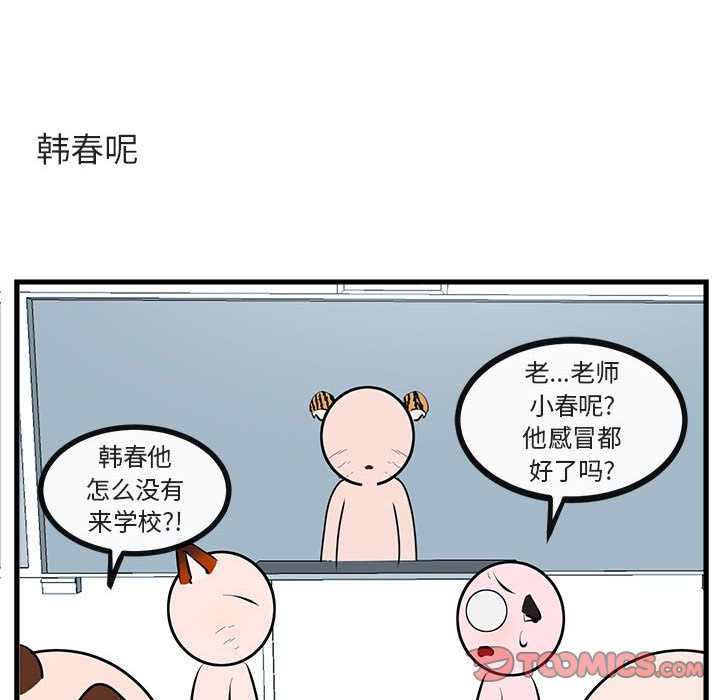 韩春呢
老...老师
小春呢?
他感冒都
好了吗?
韩春他
怎么没有
来学校?!
TOOMICS.COM